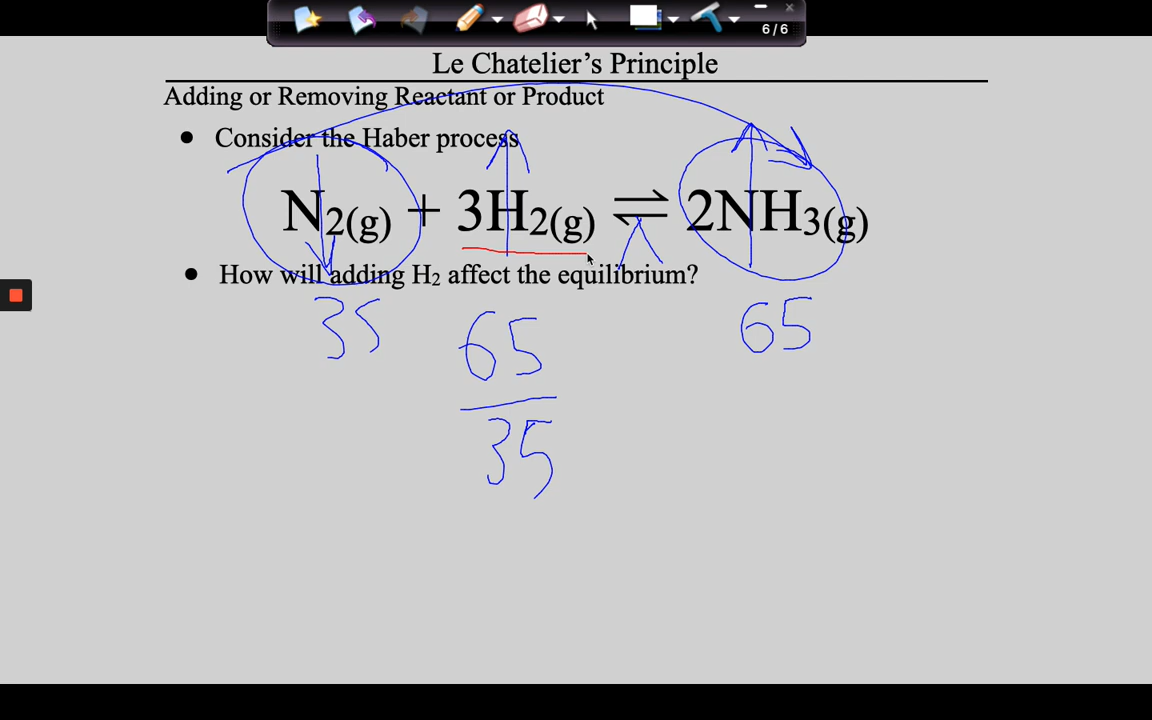 6/6
Le Chatelier’s Principle
Adding or Removing Reactant or Product
● Consider the Haber process
N2(g) + 3H2(g) ⇌ 2NH3(g)
● How will adding H2 affect the equilibrium?
35 65 65
35